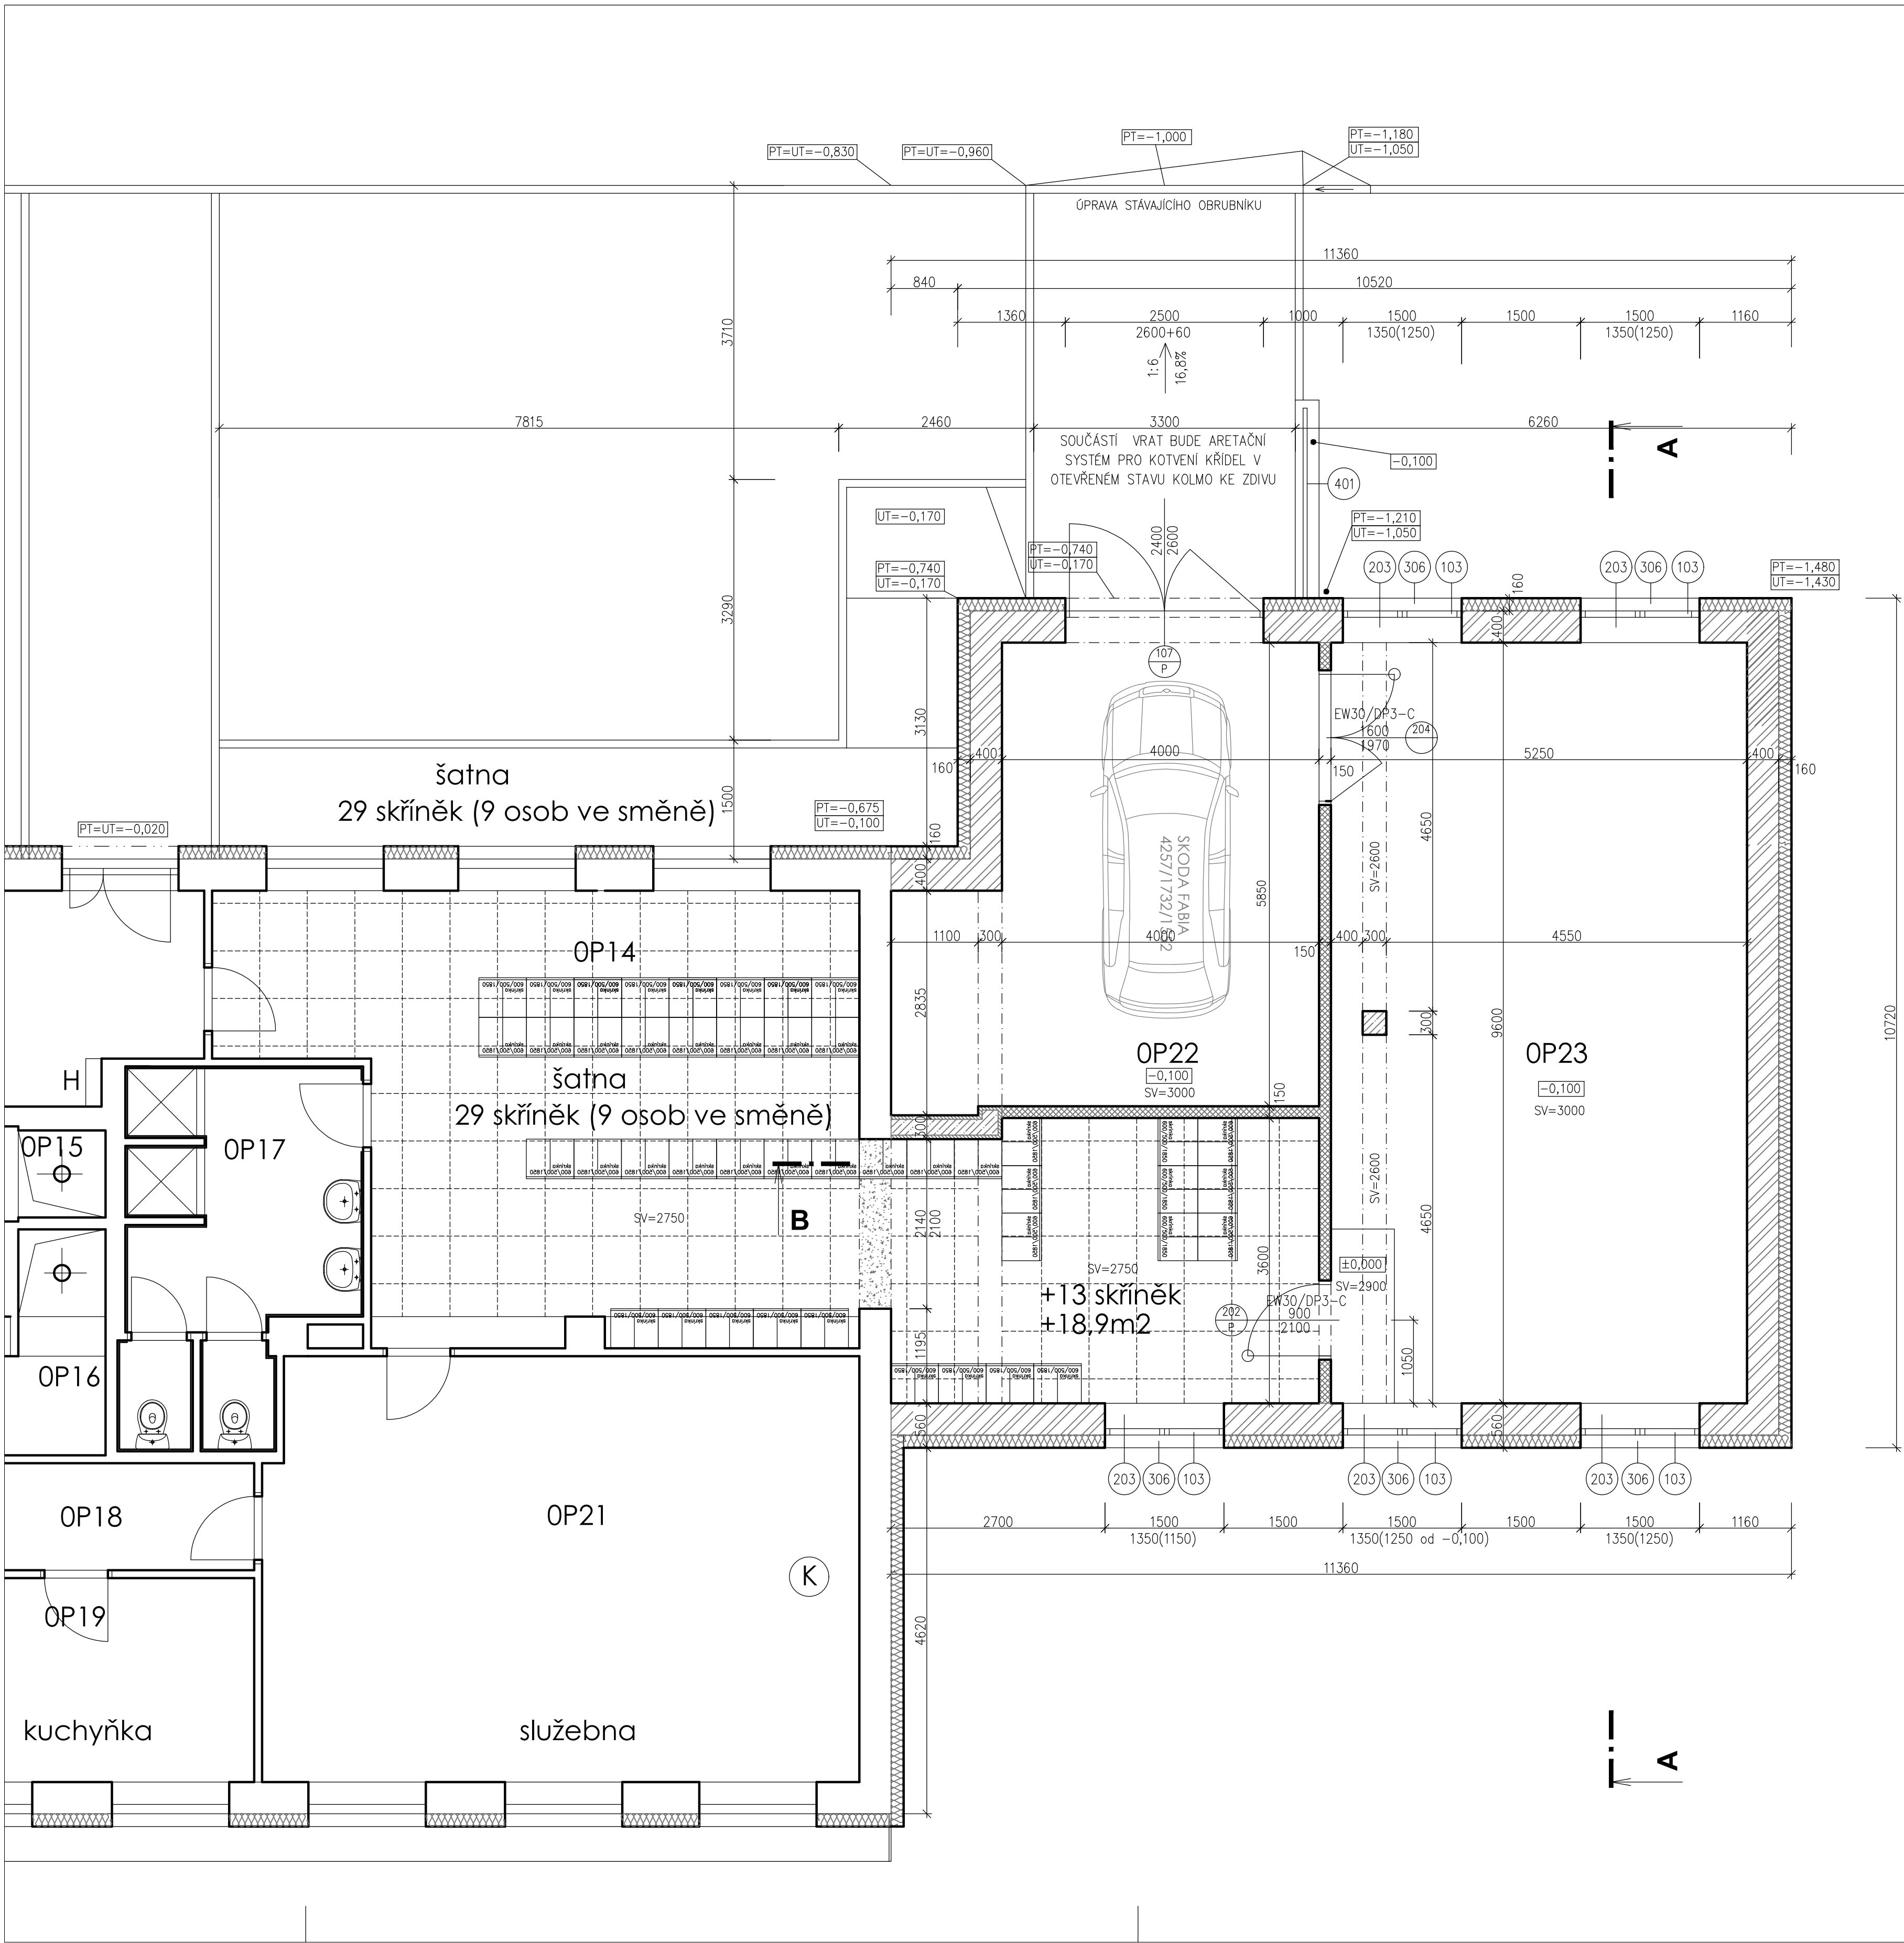 PT=UT=-0,830
PT=UT=-0,960
PT=-1,000
PT=-1,180
UT=-1,050
ÚPRAVA STÁVAJÍCÍHO OBRUBNÍKU
11360
840
10520
1360
2500
1000
1500
1500
1500
1160
2600+60
1350(1250)
1350(1250)
3710
1:6
16,8%
7815
2460
3300
6260
SOUČÁSTÍ VRAT BUDE ARETAČNÍ
SYSTÉM PRO KOTVENÍ KŘÍDEL V
OTEVŘENÉM STAVU KOLMO KE ZDIVU
A
-0,100
401
UT=-0,170
PT=-1,210
UT=-1,050
2400
2600
PT=-0,740
UT=-0,170
PT=-0,740
UT=-0,170
203
306
103
203
306
103
PT=-1,480
UT=-1,430
160
400
3290
107
P
3130
EW30/DP3-C
1600
1970
204
160
400
4000
150
5250
400
160
šatna
29 skříněk (9 osob ve směně)
1500
PT=-0,675
UT=-0,100
PT=UT=-0,020
160
400
4650
SV=2600
ŠKODA FABIA
5850
0P14
1100
300
4000
150
400
300
4550
600/500/1850
skřínka
2835
300
9600
10720
0P22
-0,100
SV=3000
0P23
-0,100
SV=3000
150
H
šatna
29 skříněk (9 osob ve směně)
300
0P15
0P17
SV=2750
B
2140
2100
SV=2600
4650
3600
SV=2750
+13 skříněk
+18,9m2
±0,000
SV=2900
EW30/DP3-C
900
2100
202
P
1195
1050
0P16
560
560
203
306
103
203
306
103
203
306
103
0P18
0P21
2700
1500
1500
1500
1500
1500
1160
1350(1150)
1350(1250 od -0,100)
1350(1250)
11360
K
0P19
4620
kuchyňka
služebna
A